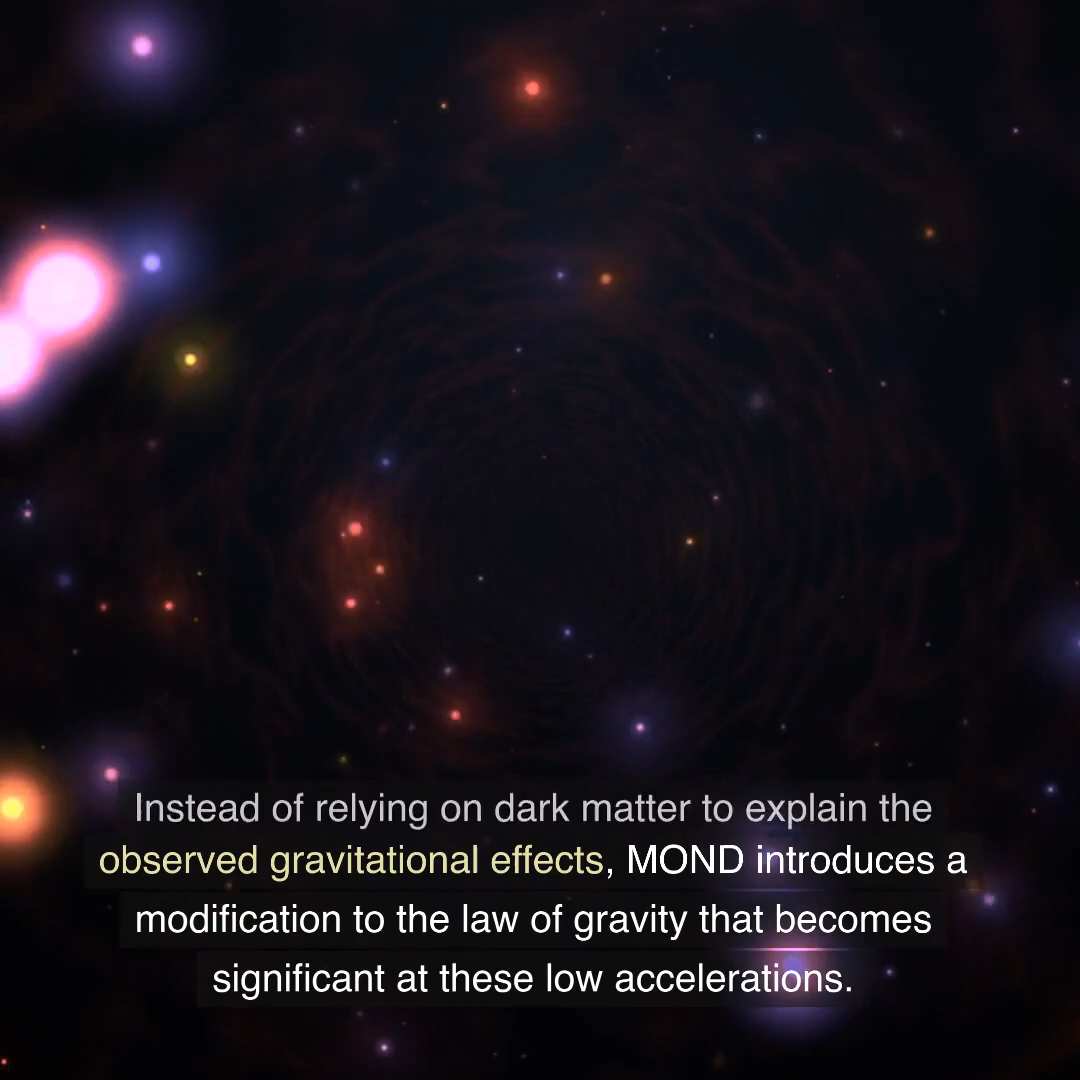 Instead of relying on dark matter to explain the
observed gravitational effects, MOND introduces a
modification to the law of gravity that becomes
significant at these low accelerations.